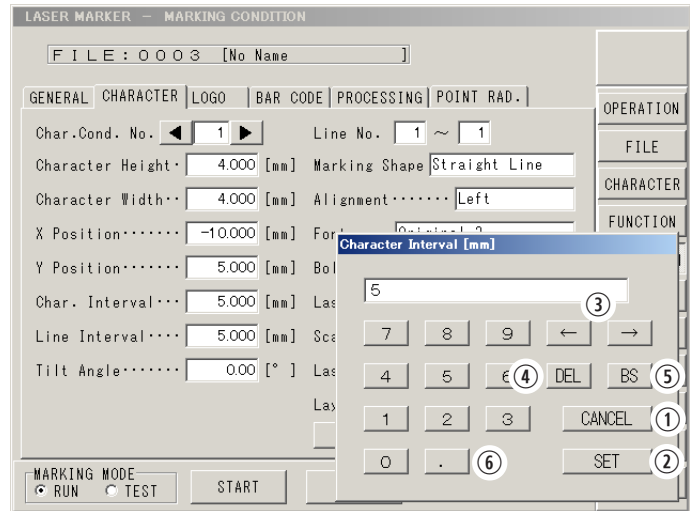 LASER MARKER － MARKING CONDITION
FILE:0003 [No Name ]
GENERAL CHARACTER LOGO BAR CODE PROCESSING POINT RAD.
OPERATION
FILE
CHARACTER
FUNCTION
Char.Cond. No. ◀ 1 ▶ Line No. 1 ～ 1
Character Height· 4.000 [mm] Marking Shape Straight Line
Character Width·· 4.000 [mm] Alignment······· Left
X Position······· -10.000 [mm]
Y Position······· 5.000 [mm]
Char. Interval··· 5.000 [mm]
Line Interval···· 5.000 [mm]
Tilt Angle······· 0.00 [° ]
Character Interval [mm]
5
③
7 8 9 ← →
4 5 6 ④ DEL BS ⑤
1 2 3 CANCEL ①
0 . ⑥ SET ②
MARKING MODE
RUN TEST START